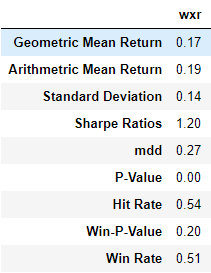 wxr
Geometric Mean Return 0.17
Arithmetic Mean Return 0.19
Standard Deviation 0.14
Sharpe Ratios 1.20
mdd 0.27
P-Value 0.00
Hit Rate 0.54
Win-P-Value 0.20
Win Rate 0.51